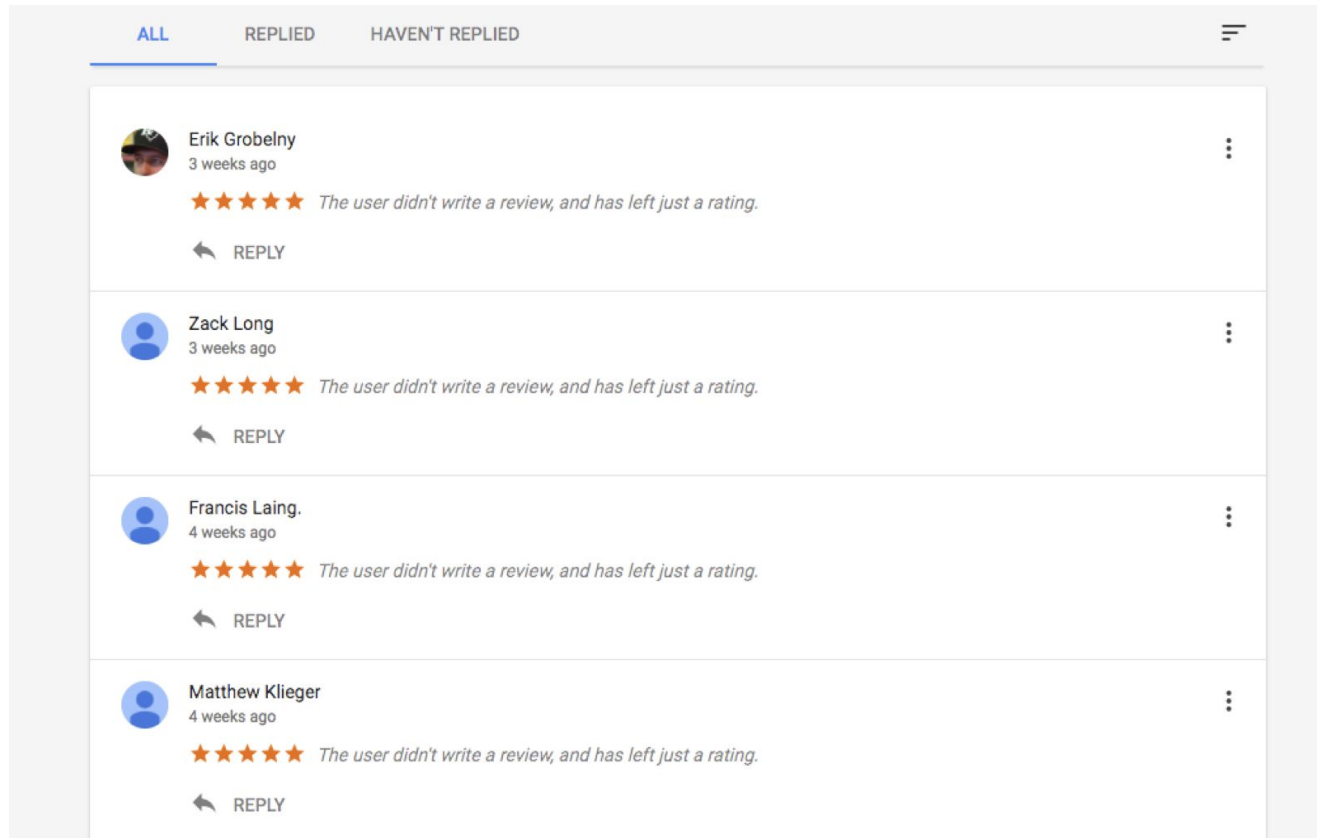 ALL REPLIED HAVEN'T REPLIED
Erik Grobelny
3 weeks ago
The user didn't write a review, and has left just a rating.
REPLY
Zack Long
3 weeks ago
The user didn't write a review, and has left just a rating.
REPLY
Francis Laing.
4 weeks ago
The user didn't write a review, and has left just a rating.
REPLY
Matthew Klieger
4 weeks ago
The user didn't write a review, and has left just a rating.
REPLY